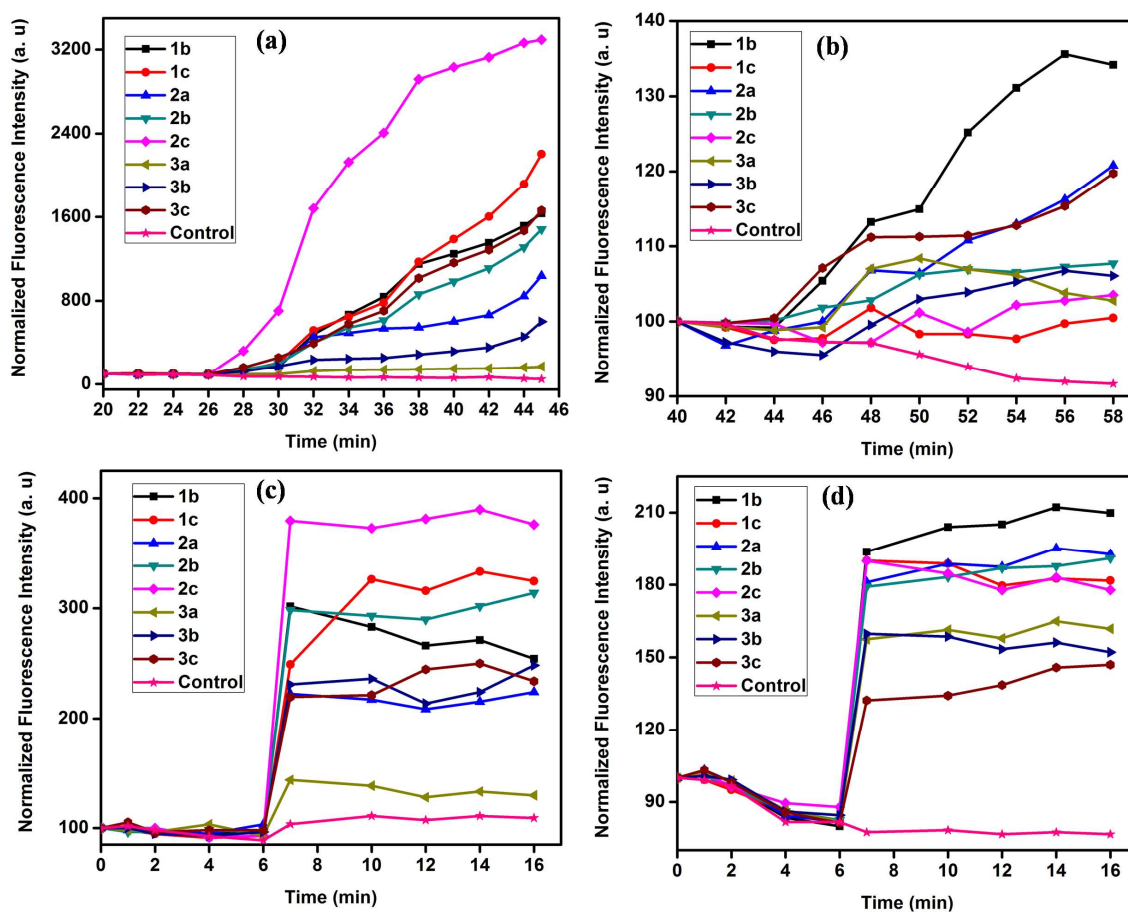 (a)
Normalized Fluorescence Intensity (a. u)
3200
2400
1600
800
0
1b
1c
2a
2b
2c
3a
3b
3c
Control
20 22 24 26 28 30 32 34 36 38 40 42 44 46
Time (min)
(b)
Normalized Fluorescence Intensity (a. u)
140
130
120
110
100
90
1b
1c
2a
2b
2c
3a
3b
3c
Control
40 42 44 46 48 50 52 54 56 58
Time (min)
(c)
Normalized Fluorescence Intensity (a. u)
400
300
200
100
1b
1c
2a
2b
2c
3a
3b
3c
Control
0 2 4 6 8 10 12 14 16
Time (min)
(d)
Normalized Fluorescence Intensity (a. u)
210
180
150
120
90
1b
1c
2a
2b
2c
3a
3b
3c
Control
0 2 4 6 8 10 12 14 16
Time (min)